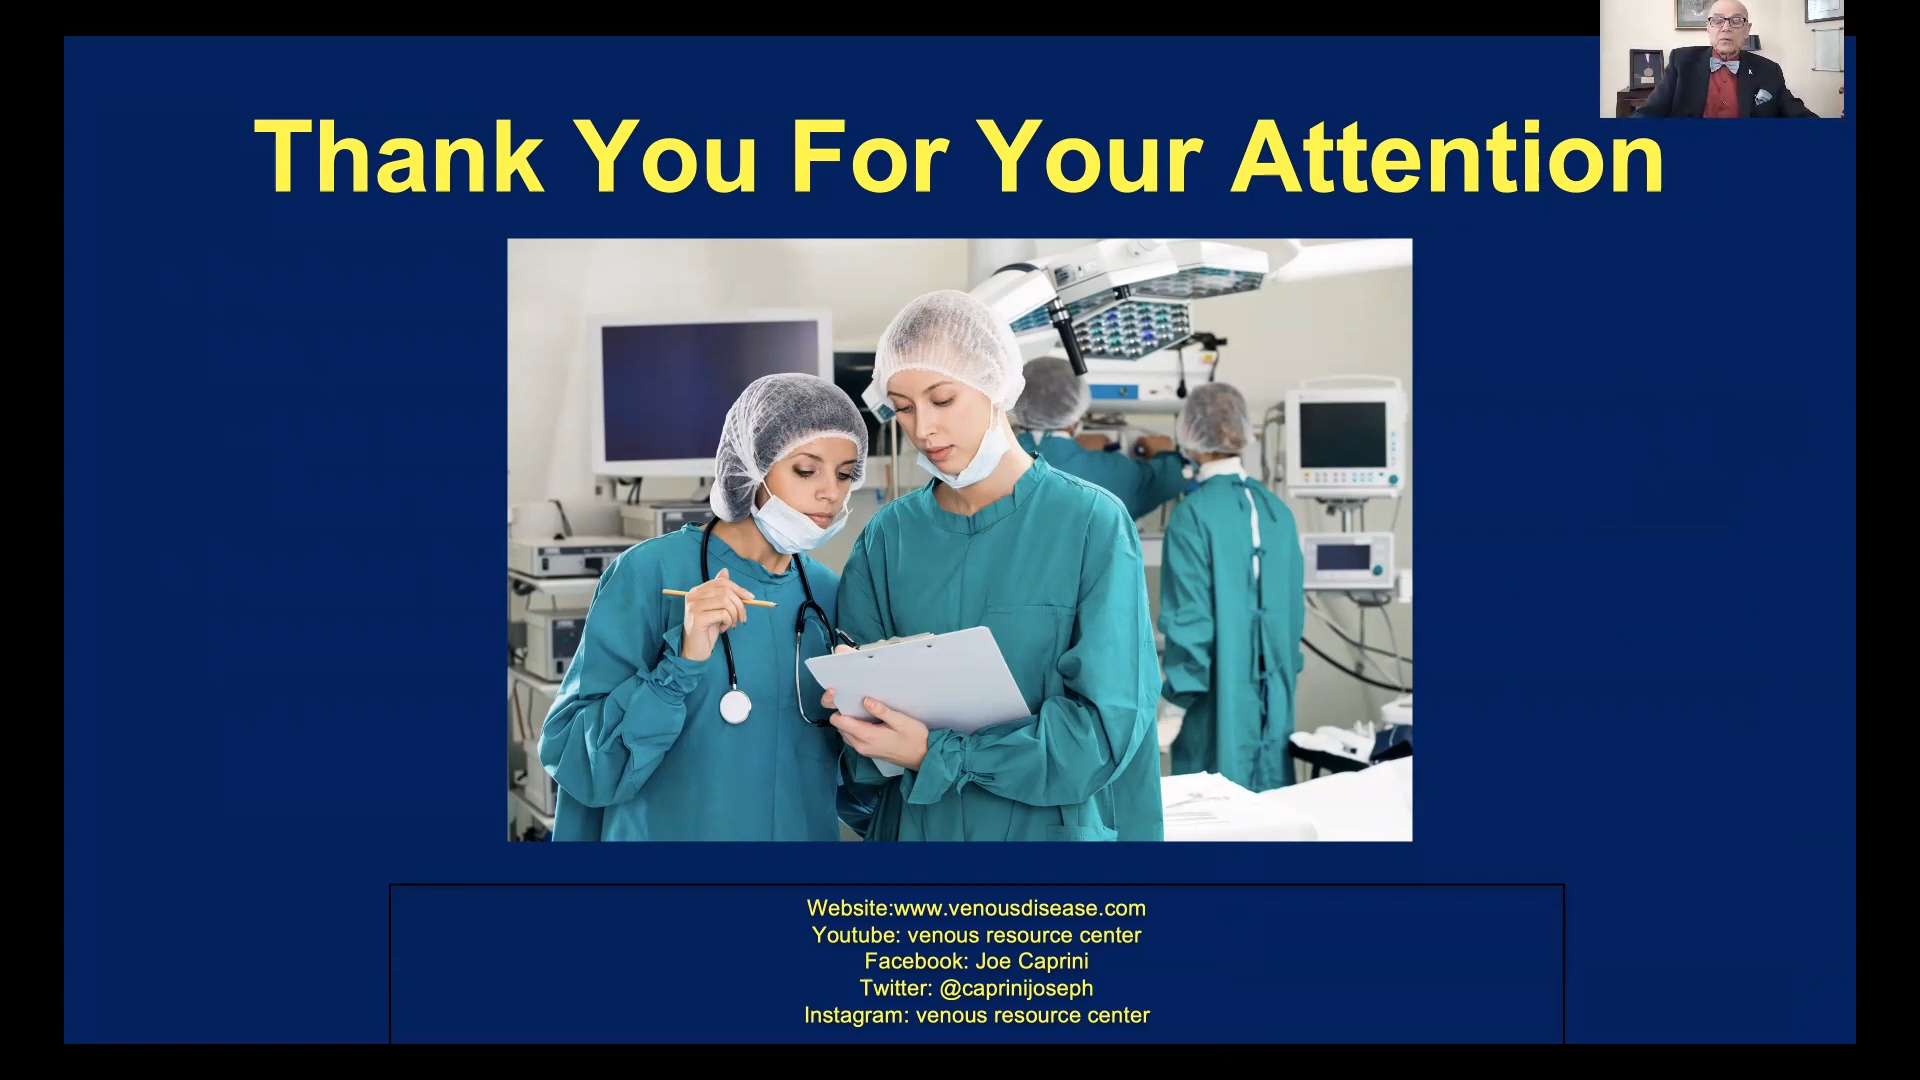 Thank You For Your Attention
Website:www.venousdisease.com
Youtube: venous resource center
Facebook: Joe Caprini
Twitter: @caprinijoseph
Instagram: venous resource center